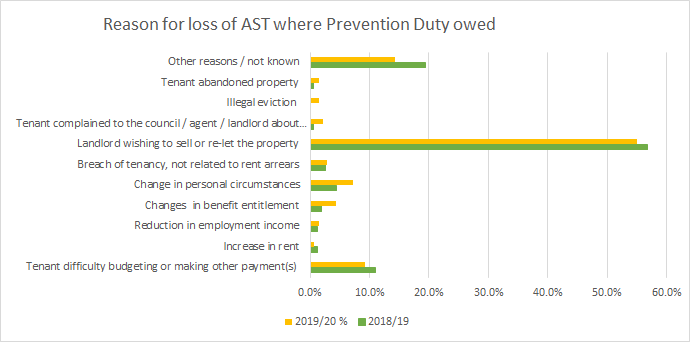 Reason for loss of AST where Prevention Duty owed
Other reasons / not known
Tenant abandoned property
Illegal eviction
Tenant complained to the council / agent / landlord about...
Landlord wishing to sell or re-let the property
Breach of tenancy, not related to rent arrears
Change in personal circumstances
Changes in benefit entitlement
Reduction in employment income
Increase in rent
Tenant difficulty budgeting or making other payment(s)
0.0% 10.0% 20.0% 30.0% 40.0% 50.0% 60.0%
2019/20 % 2018/19